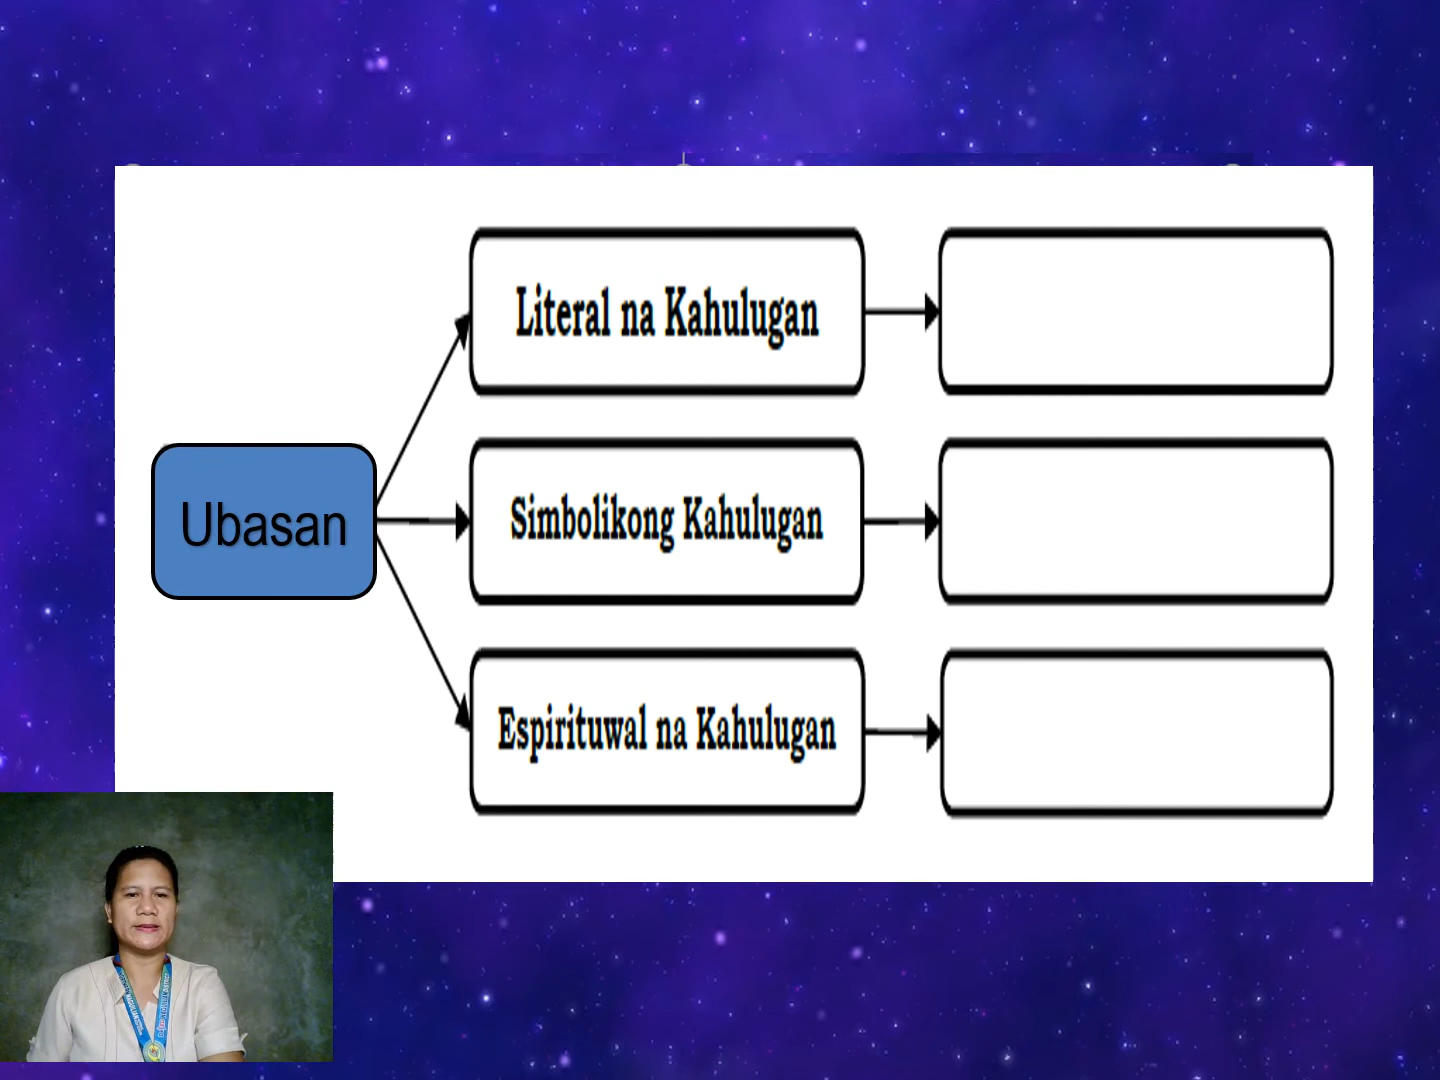 Literal na Kahulugan
Ubasan
Simbolikong Kahulugan
Espirituwal na Kahulugan